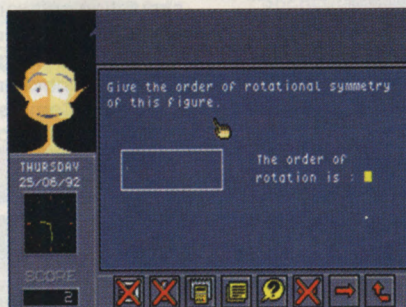 Give the order of rotational symmetry
of this figure.
The order of
rotation is :
THURSDAY
25/06/92
SCORE
2